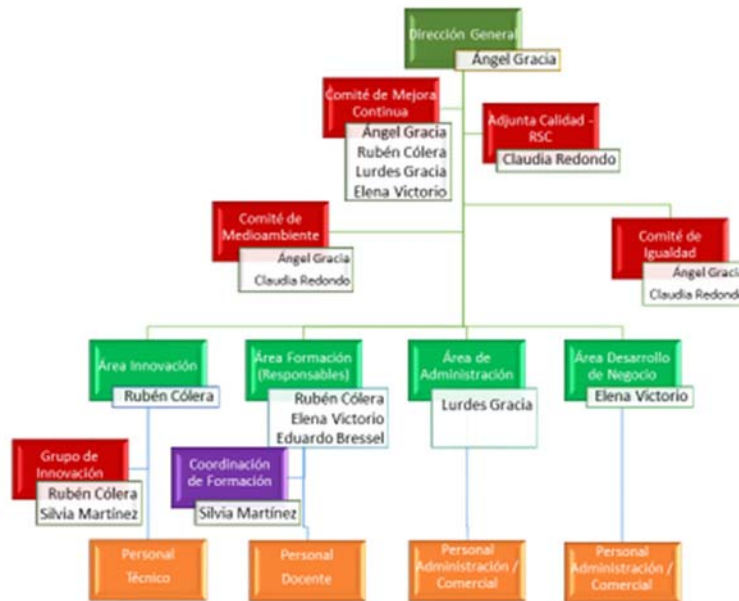 Dirección General
Ángel Gracia
Comité de Mejora
Continua
Ángel Gracia
Rubén Cólera
Lurdes Gracia
Elena Victorio
Adjunta Calidad -
RSC
Claudia Redondo
Comité de
Medioambiente
Ángel Gracia
Claudia Redondo
Comité de
Igualdad
Ángel Gracia
Claudia Redondo
Área Innovación
Rubén Cólera
Área Formación
(Responsables)
Rubén Cólera
Elena Victorio
Eduardo Bressel
Área de
Administración
Lurdes Gracia
Área Desarrollo
de Negocio
Elena Victorio
Grupo de
Innovación
Rubén Cólera
Silvia Martínez
Coordinación
de Formación
Silvia Martínez
Personal
Técnico
Personal
Docente
Personal
Administración /
Comercial
Personal
Administración /
Comercial